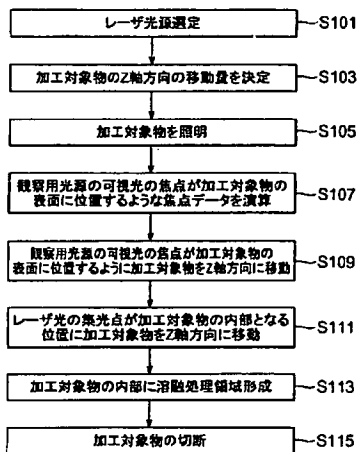 レーザ光源選定
S101
加工対象物のZ軸方向の移動量を決定
S103
加工対象物を照明
S105
観察用光源の可視光の焦点が加工対象物の
表面に位置するような焦点データを演算
S107
観察用光源の可視光の焦点が加工対象物の
表面に位置するように加工対象物をZ軸方向に移動
S109
レーザ光の集光点が加工対象物の内部となる
位置に加工対象物をZ軸方向に移動
S111
加工対象物の内部に溶融処理領域形成
S113
加工対象物の切断
S115